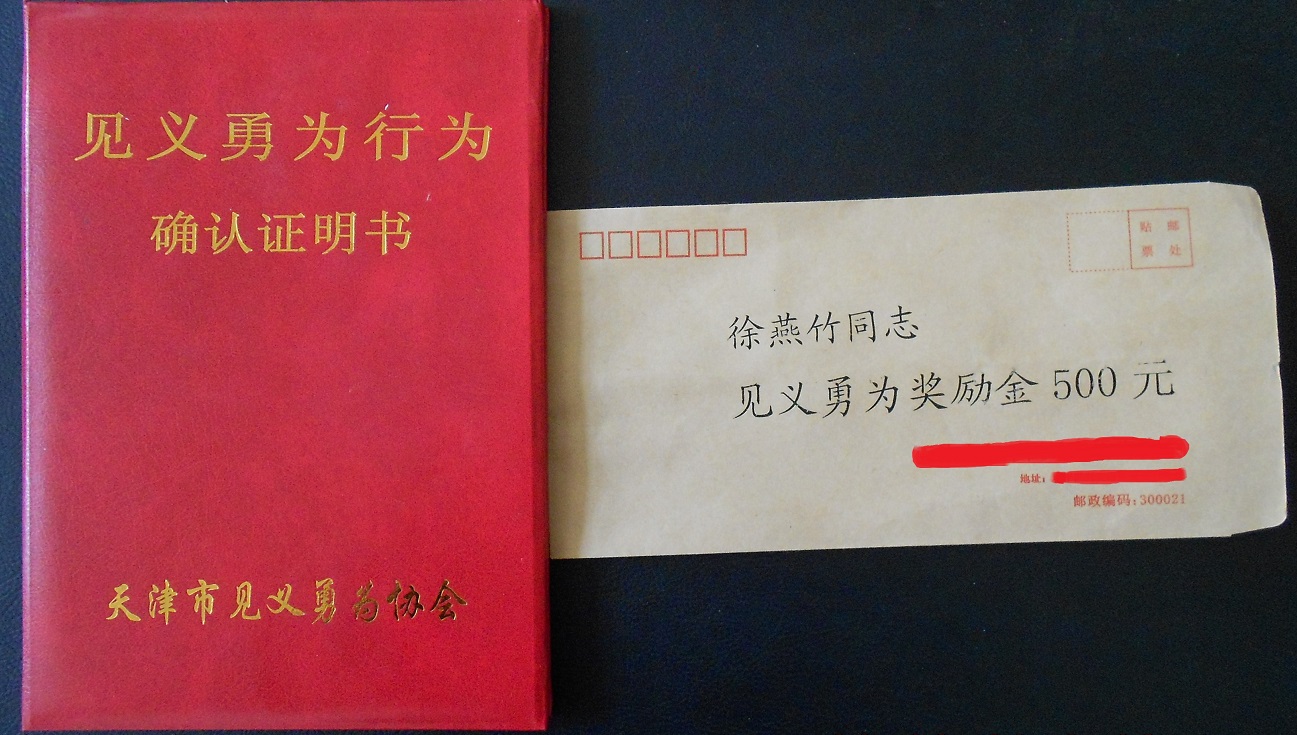 见义勇为行为
确认证明书
天津市见义勇为协会
贴 邮
票 处
徐燕竹同志
见义勇为奖励金 500 元
地址:
邮政编码:300021